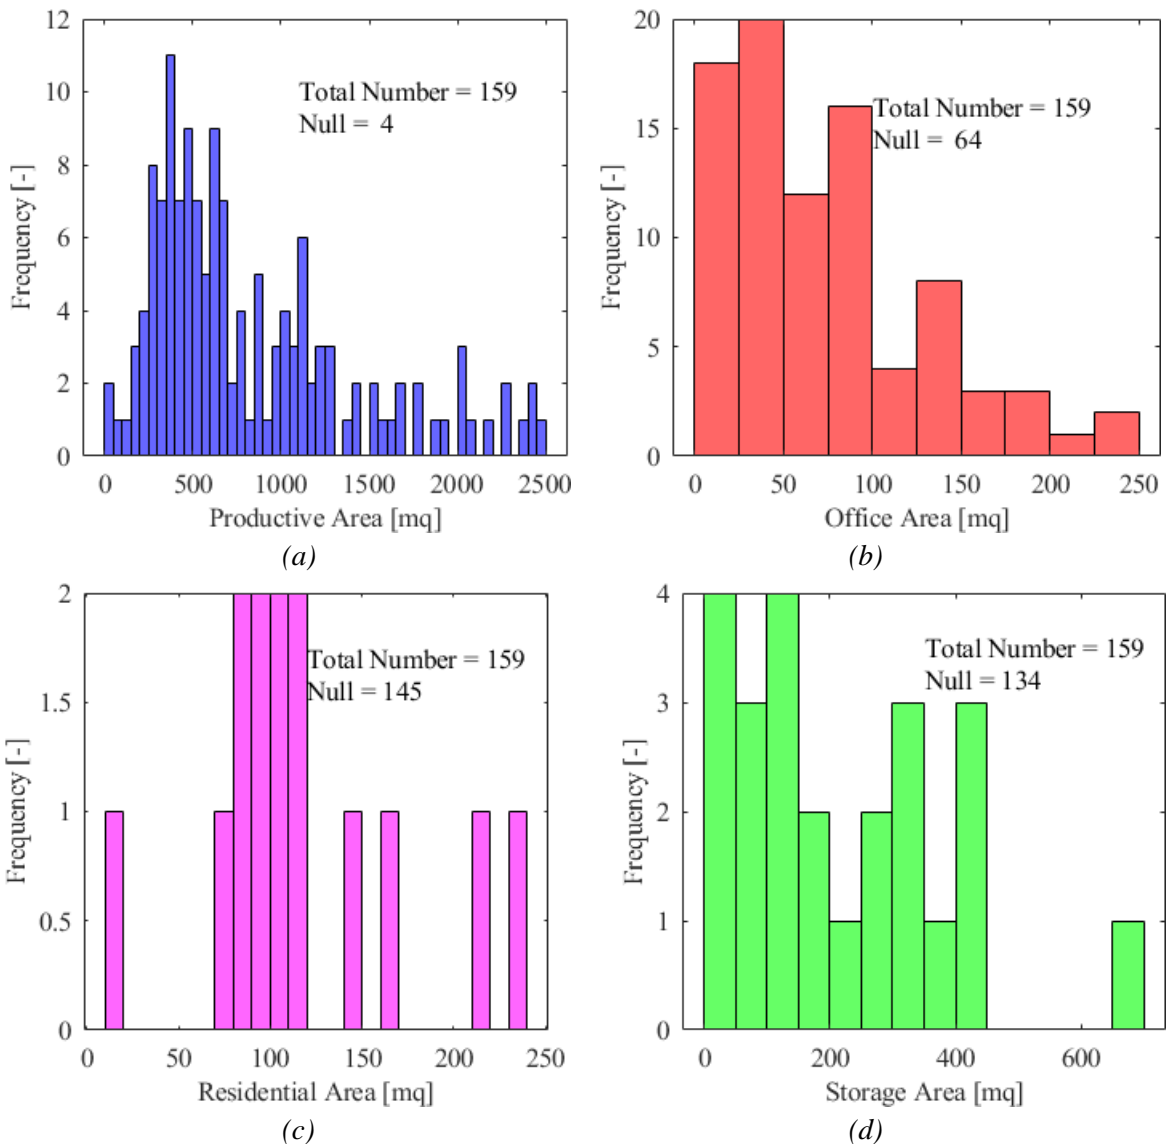 12
10
8
6
4
2
0
Frequency [-]
Total Number = 159
Null = 4
0 500 1000 1500 2000 2500
Productive Area [mq]
(a)
20
15
10
5
0
Frequency [-]
Total Number = 159
Null = 64
0 50 100 150 200 250
Office Area [mq]
(b)
2
1.5
1
0.5
0
Frequency [-]
Total Number = 159
Null = 145
0 50 100 150 200 250
Residential Area [mq]
(c)
4
3
2
1
0
Frequency [-]
Total Number = 159
Null = 134
0 200 400 600
Storage Area [mq]
(d)